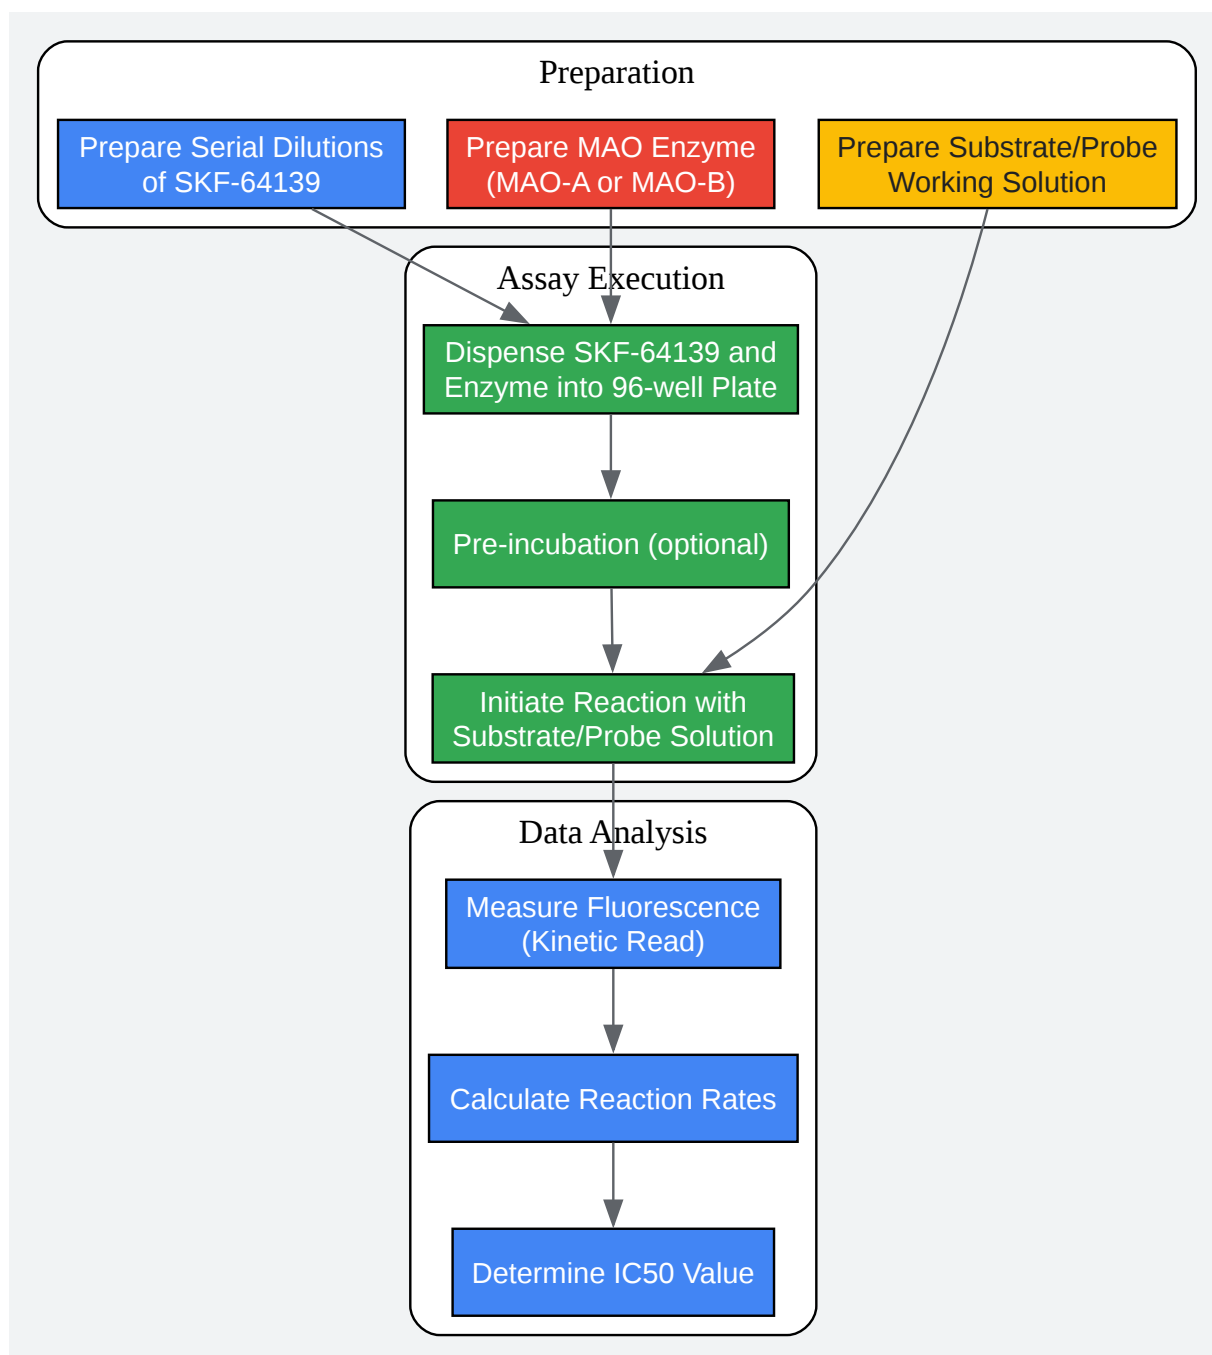 Preparation
Prepare Serial Dilutions
of SKF-64139
Prepare MAO Enzyme
(MAO-A or MAO-B)
Prepare Substrate/Probe
Working Solution
Assay Execution
Dispense SKF-64139 and
Enzyme into 96-well Plate
Pre-incubation (optional)
Initiate Reaction with
Substrate/Probe Solution
Data Analysis
Measure Fluorescence
(Kinetic Read)
Calculate Reaction Rates
Determine IC50 Value